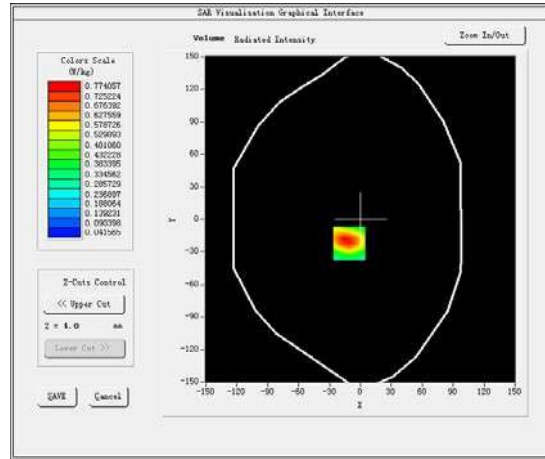 SAR Visualisation Graphical Interface
Volume Radiated Intensity
Zoom In/Out
Colors Scale
(W/kg)
0.774057
0.725224
0.676392
0.627559
0.578726
0.529893
0.481060
0.432228
0.383395
0.334562
0.285729
0.236897
0.188064
0.139231
0.090398
0.041565
Z-Cuts Control
<< Upper Cut
Z = 4.0 mm
Lower Cut >>
SAVE Cancel
150
120
90
60
30
0
-30
-60
-90
-120
-150
Y
-150 -120 -90 -60 -30 0 30 60 90 120 150
X